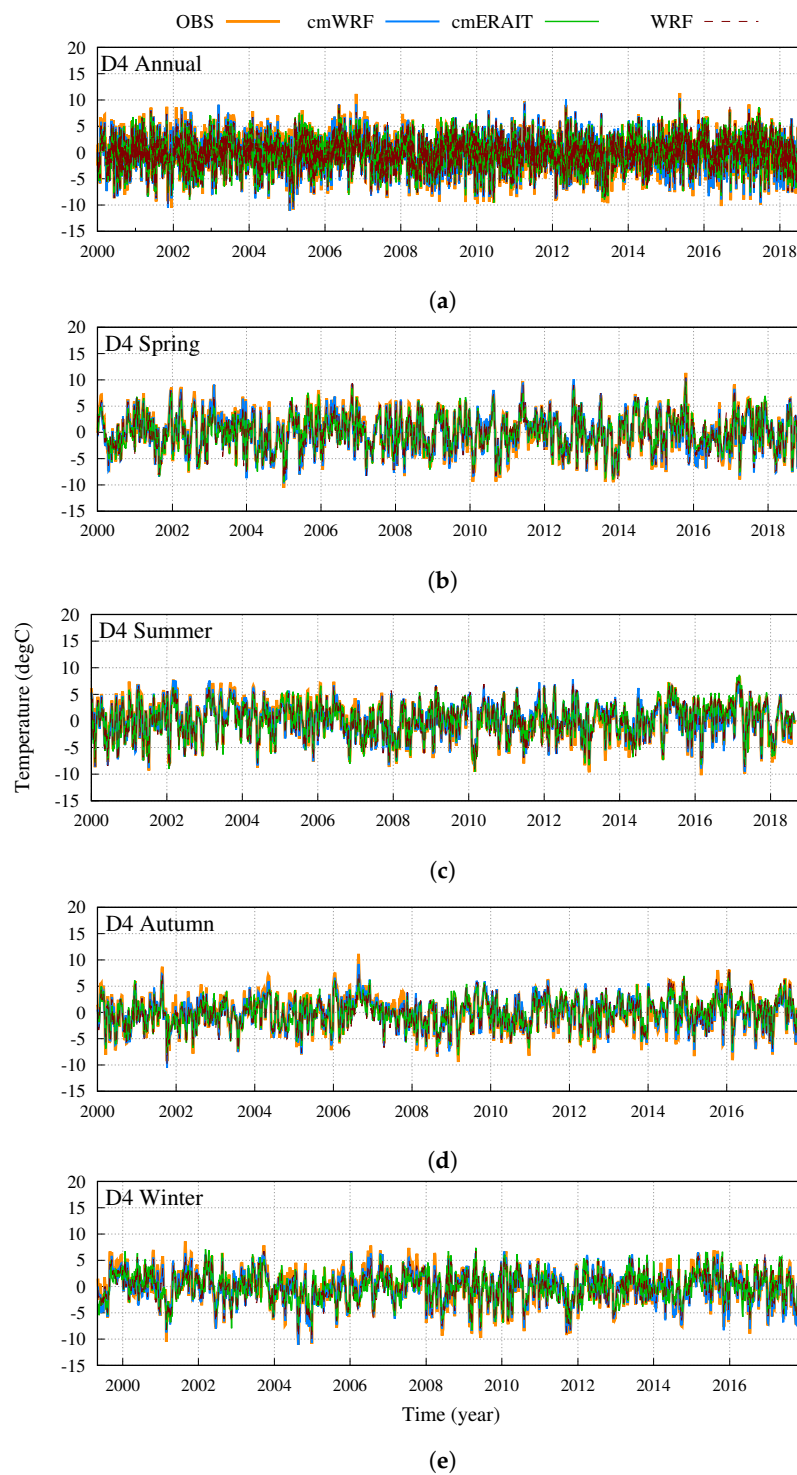 OBS cmWRF cmERAIT WRF
D4 Annual
20
15
10
5
0
-5
-10
-15
2000 2002 2004 2006 2008 2010 2012 2014 2016 2018
(a)
D4 Spring
20
15
10
5
0
-5
-10
-15
2000 2002 2004 2006 2008 2010 2012 2014 2016 2018
(b)
D4 Summer
20
15
10
5
0
-5
-10
-15
2000 2002 2004 2006 2008 2010 2012 2014 2016 2018
Temperature (degC)
(c)
D4 Autumn
20
15
10
5
0
-5
-10
-15
2000 2002 2004 2006 2008 2010 2012 2014 2016
(d)
D4 Winter
20
15
10
5
0
-5
-10
-15
2000 2002 2004 2006 2008 2010 2012 2014 2016
Time (year)
(e)